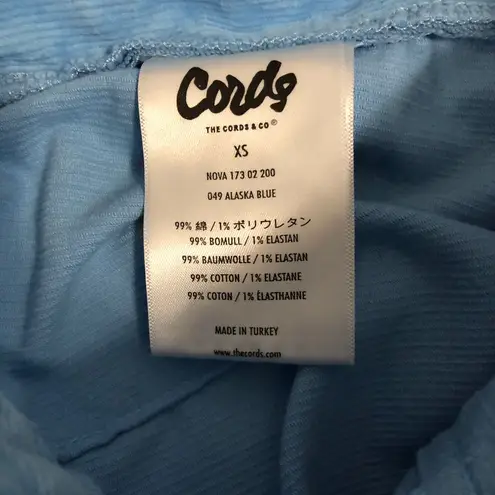 Cords
THE CORDS & CO®
XS
NOVA 173 02 200
049 ALASKA BLUE
99% 綿 / 1% ポリウレタン
99% BOMULL / 1% ELASTAN
99% BAUMWOLLE / 1% ELASTAN
99% COTTON / 1% ELASTANE
99% COTON / 1% ÉLASTHANNE
MADE IN TURKEY
www.thecords.com